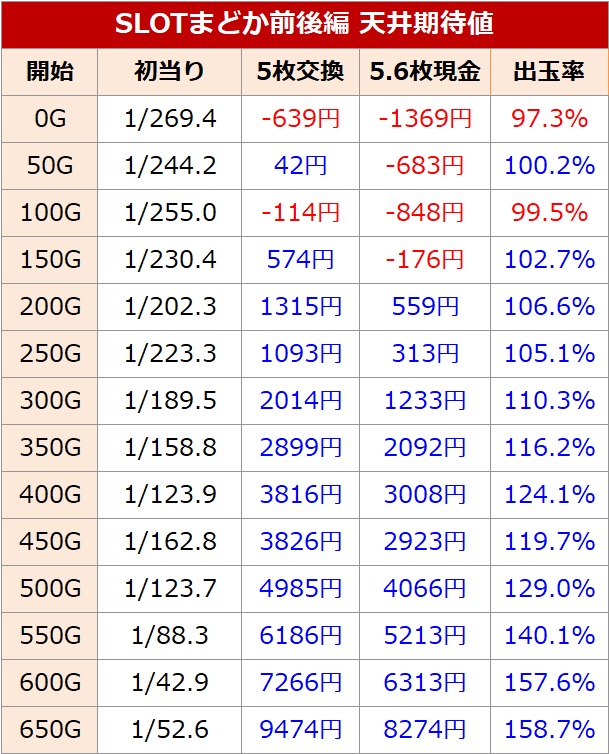 SLOTまどか前後編 天井期待値
開始 初当り 5枚交換 5.6枚現金 出玉率
0G 1/269.4 -639円 -1369円 97.3%
50G 1/244.2 42円 -683円 100.2%
100G 1/255.0 -114円 -848円 99.5%
150G 1/230.4 574円 -176円 102.7%
200G 1/202.3 1315円 559円 106.6%
250G 1/223.3 1093円 313円 105.1%
300G 1/189.5 2014円 1233円 110.3%
350G 1/158.8 2899円 2092円 116.2%
400G 1/123.9 3816円 3008円 124.1%
450G 1/162.8 3826円 2923円 119.7%
500G 1/123.7 4985円 4066円 129.0%
550G 1/88.3 6186円 5213円 140.1%
600G 1/42.9 7266円 6313円 157.6%
650G 1/52.6 9474円 8274円 158.7%